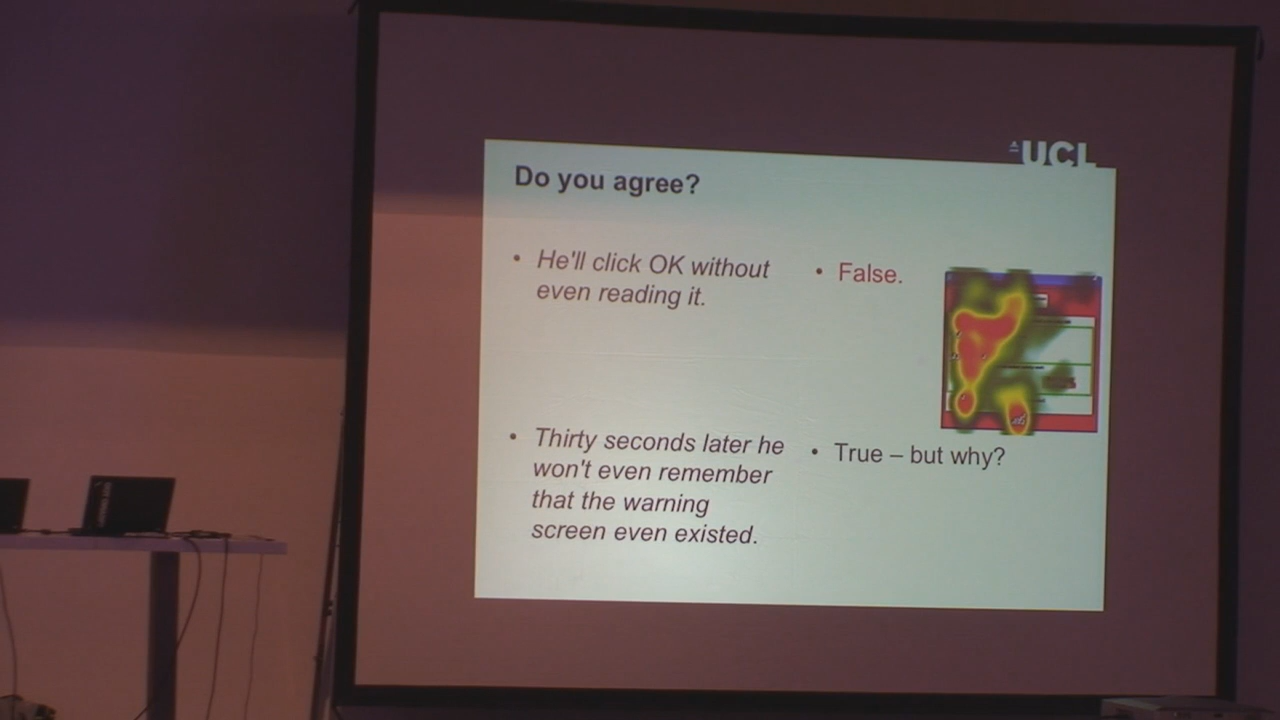 UCL
Do you agree?
• He'll click OK without
even reading it.
• False.
• Thirty seconds later he
won't even remember
that the warning
screen even existed.
• True – but why?